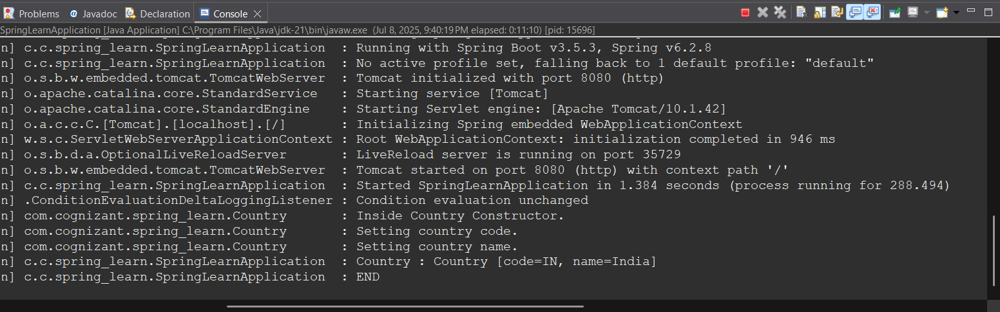 Problems @ Javadoc Declaration Console
SpringLearnApplication [Java Application] C:\Program Files\Java\jdk-21\bin\javaw.exe (Jul 8, 2025, 9:40:19 PM elapsed: 0:11:10) [pid: 15696]
n] c.c.spring_learn.SpringLearnApplication : Running with Spring Boot v3.5.3, Spring v6.2.8
n] c.c.spring_learn.SpringLearnApplication : No active profile set, falling back to 1 default profile: "default"
n] o.s.b.w.embedded.tomcat.TomcatWebServer : Tomcat initialized with port 8080 (http)
n] o.apache.catalina.core.StandardService : Starting service [Tomcat]
n] o.apache.catalina.core.StandardEngine : Starting Servlet engine: [Apache Tomcat/10.1.42]
n] o.a.c.c.C.[Tomcat].[localhost].[/] : Initializing Spring embedded WebApplicationContext
n] w.s.c.ServletWebServerApplicationContext : Root WebApplicationContext: initialization completed in 946 ms
n] o.s.b.d.a.OptionalLiveReloadServer : LiveReload server is running on port 35729
n] o.s.b.w.embedded.tomcat.TomcatWebServer : Tomcat started on port 8080 (http) with context path '/'
n] c.c.spring_learn.SpringLearnApplication : Started SpringLearnApplication in 1.384 seconds (process running for 288.494)
n] .ConditionEvaluationDeltaLoggingListener : Condition evaluation unchanged
n] com.cognizant.spring_learn.Country : Inside Country Constructor.
n] com.cognizant.spring_learn.Country : Setting country code.
n] com.cognizant.spring_learn.Country : Setting country name.
n] c.c.spring_learn.SpringLearnApplication : Country : Country [code=IN, name=India]
n] c.c.spring_learn.SpringLearnApplication : END